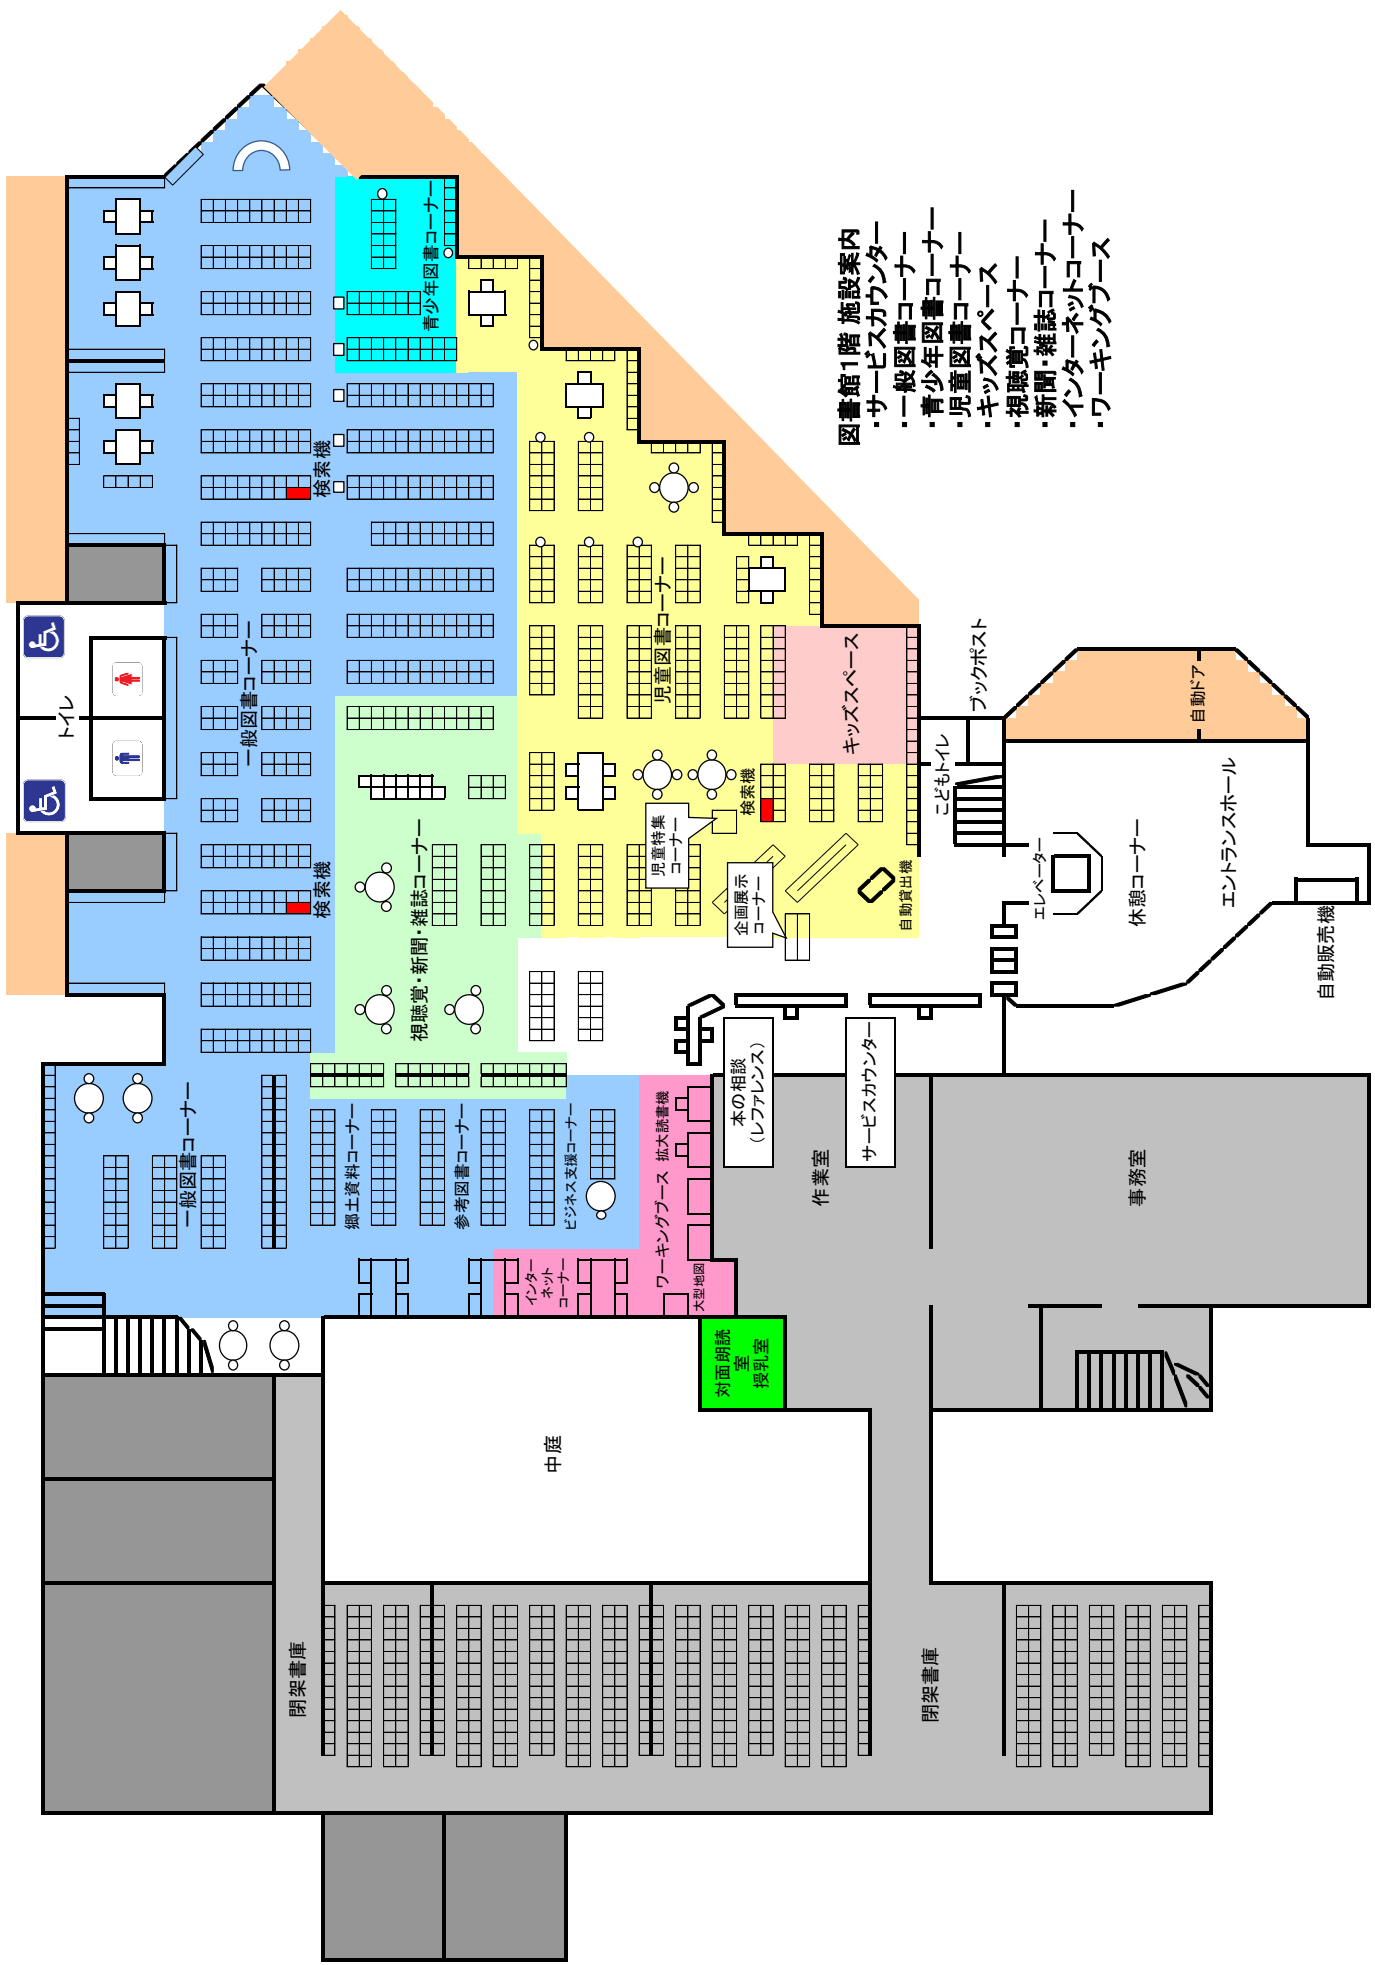 図書館1階 施設案内
・サービスカウンター
・一般図書コーナー
・青少年図書コーナー
・児童図書コーナー
・キッズスペース
・視聴覚コーナー
・新聞・雑誌コーナー
・インターネットコーナー
・ワーキングブース
トイレ
一般図書コーナー
検索機
検索機
青少年図書コーナー
児童図書コーナー
キッズスペース
検索機
児童特集
コーナー
企画展示
コーナー
自動貸出機
視聴覚・新聞・雑誌コーナー
ブックポスト
こどもトイレ
自動ドア
エレベーター
休憩コーナー
エントランスホール
自動販売機
本の相談
(レファレンス)
サービスカウンター
一般図書コーナー
郷土資料コーナー
参考図書コーナー
ビジネス支援コーナー
ワーキングブース 拡大読書機
インター
ネット
コーナー
大型地図
対面朗読
室
授乳室
作業室
事務室
中庭
閉架書庫
閉架書庫